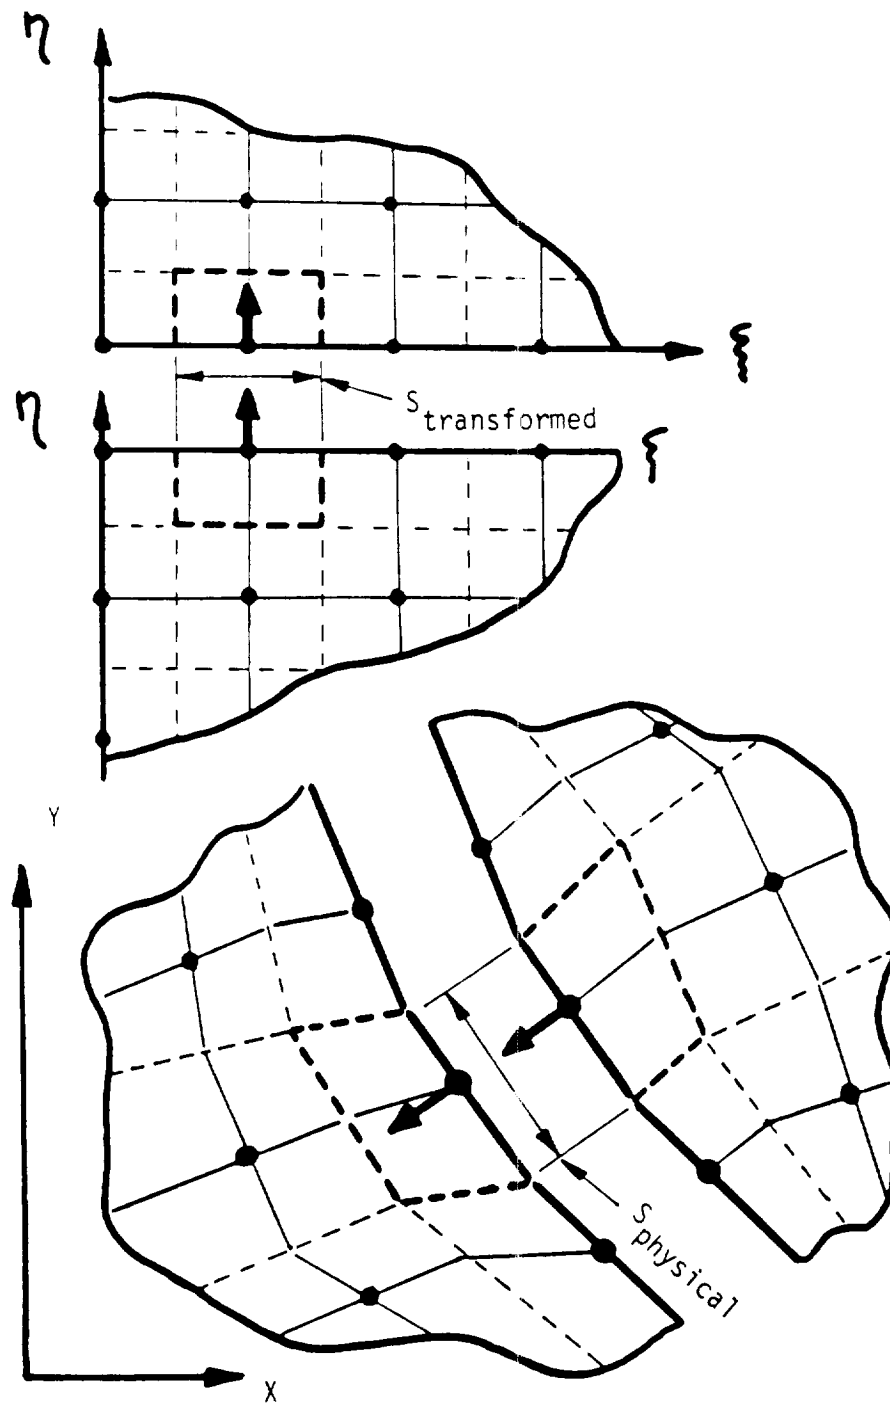 η
ξ
S transformed
η
ξ
Y
S physical
X